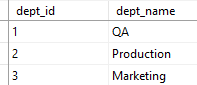 dept_id dept_name
1 QA
2 Production
3 Marketing